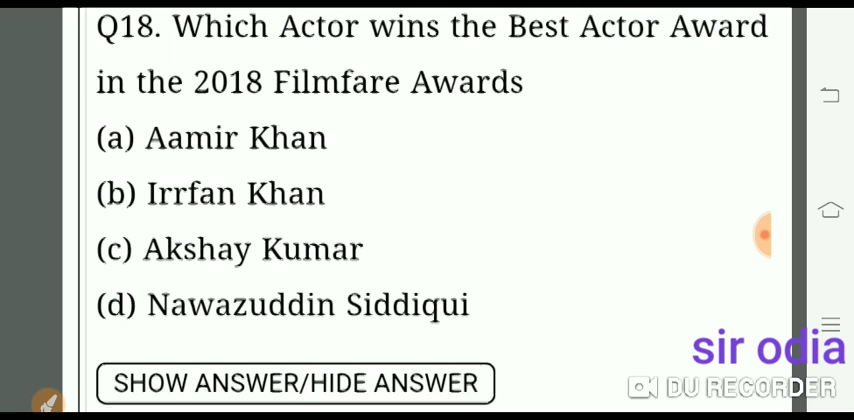 Q18. Which Actor wins the Best Actor Award
in the 2018 Filmfare Awards
(a) Aamir Khan
(b) Irrfan Khan
(c) Akshay Kumar
(d) Nawazuddin Siddiqui
sir odia
SHOW ANSWER/HIDE ANSWER
DU RECORDER